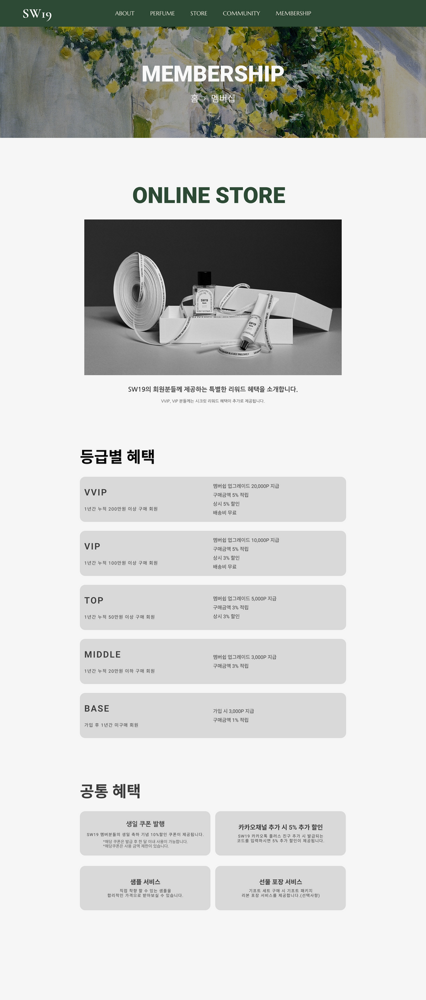 SW19
ABOUT
PERFUME
STORE
COMMUNITY
MEMBERSHIP
MEMBERSHIP
홈 > 멤버십
ONLINE STORE
SW19
6am
SW19
6am
SW19의 회원분들께 제공하는 특별한 리워드 혜택을 소개합니다.
VVIP, VIP 분들께는 시크릿 리워드 혜택이 추가로 제공됩니다.
등급별 혜택
VVIP
1년간 누적 200만원 이상 구매 회원
멤버쉽 업그레이드 20,000P 지급
구매금액 5% 적립
상시 5% 할인
배송비 무료
VIP
1년간 누적 100만원 이상 구매 회원
멤버쉽 업그레이드 10,000P 지급
구매금액 5% 적립
상시 3% 할인
배송비 무료
TOP
1년간 누적 50만원 이상 구매 회원
멤버쉽 업그레이드 5,000P 지급
구매금액 3% 적립
상시 3% 할인
MIDDLE
1년간 누적 20만원 이하 구매 회원
멤버쉽 업그레이드 3,000P 지급
구매금액 3% 적립
BASE
가입 후 1년간 미구매 회원
가입 시 3,000P 지급
구매금액 1% 적립
공통 혜택
생일 쿠폰 발행
SW19 멤버분들의 생일 축하 기념 10%할인 쿠폰이 제공됩니다.
*해당 쿠폰은 발급 후 한 달 이내 사용이 가능합니다.
*해당쿠폰은 사용 금액 제한이 있습니다.
카카오채널 추가 시 5% 추가 할인
SW19 카카오톡 플러스 친구 추가 시 발급되는
코드를 입력하시면 5% 추가 할인이 제공됩니다.
샘플 서비스
직접 착향 할 수 있는 샘플을
합리적인 가격으로 받아보실 수 있습니다.
선물 포장 서비스
기프트 세트 구매 시 기프트 패키지
리본 포장 서비스를 제공합니다.(선택사항)